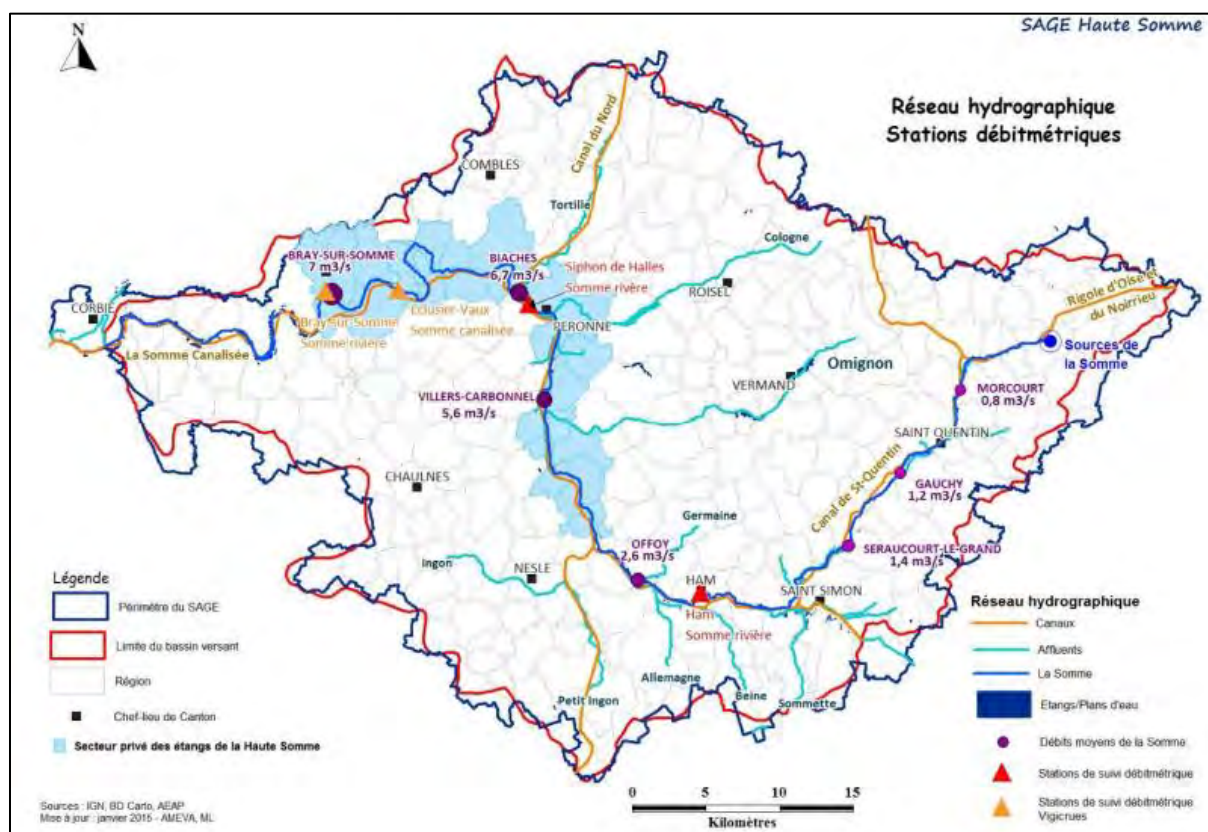 SAGE Haute Somme
N
Réseau hydrographique
Stations débitmétriques
Canal du Nord
COMBLES
Tortille
Cologne
BRAY-SUR-SOMME
7 m3/s
BIACHES
6,7 m3/s
Siphon de Halles
Somme rivère
ROISEL
Rigole d'Oise et
du Noirrieu
CORBIE
Eclusier-Vaux
Somme canalisée
Bray-sur-Somme
Somme rivière
PERONNE
La Somme Canalisée
Sources de
la Somme
Omignon
VERMAND
MORCOURT
0,8 m3/s
VILLERS-CARBONNEL
5,6 m3/s
SAINT QUENTIN
CHAULNES
Canal de St-Quentin
GAUCHY
1,2 m3/s
Germaine
OFFOY
2,6 m3/s
SERAUCOURT-LE-GRAND
1,4 m3/s
Ingon
NESLE
HAM
SAINT SIMON
Ham
Somme rivière
Allemagne
Beine
Sommette
Petit Ingon
Légende
Périmètre du SAGE
Limite du bassin versant
Région
Chef-lieu de Canton
Secteur privé des étangs de la Haute Somme
Réseau hydrographique
Canaux
Affluents
La Somme
Etangs/Plans d'eau
Débits moyens de la Somme
Stations de suivi débitmétrique
Stations de suivi débitmétrique
Vigicrues
0 5 10 15
Kilomètres
Sources : IGN, BD Carto, AEAP
Mise à jour : janvier 2015 - AMEVA, ML